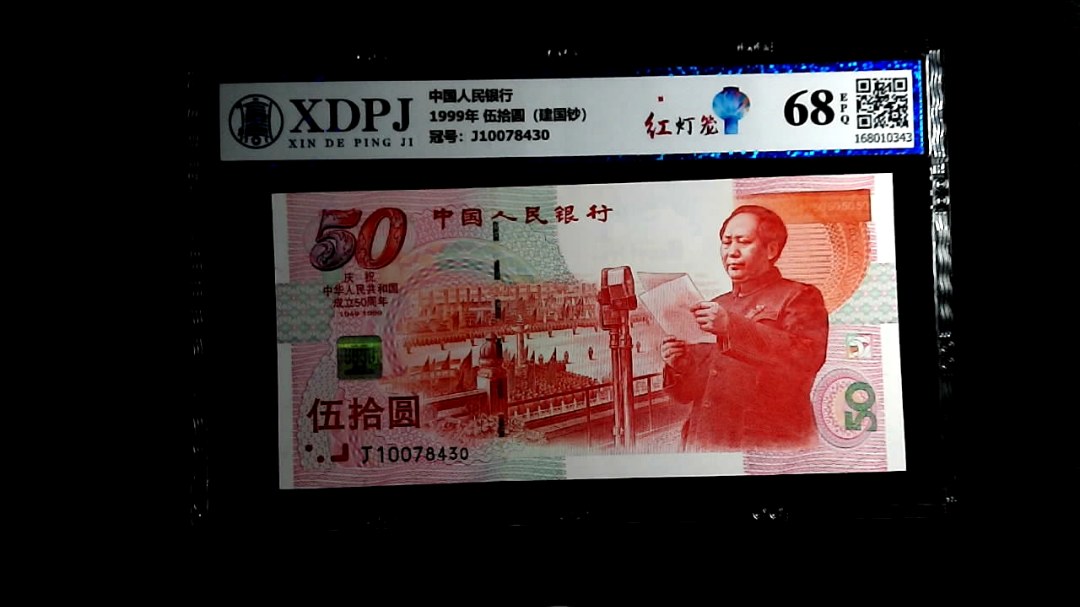 XDPJ
XIN DE PING JI
中国人民银行
1999年 伍拾圆（建国钞）
冠号：J10078430
红灯笼
68
EPQ
168010343
50
中国人民银行
庆祝
中华人民共和国
成立50周年
1949-1999
伍拾圆
J10078430
50